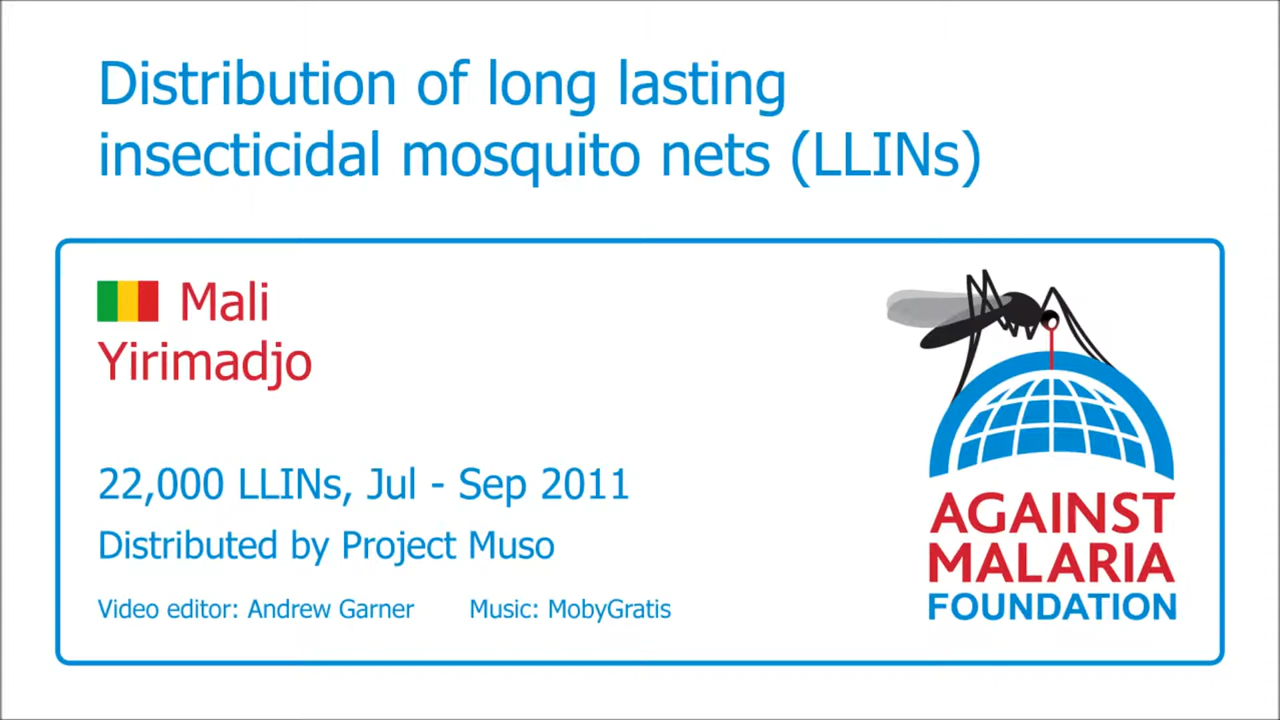 Distribution of long lasting
insecticidal mosquito nets (LLINs)
Mali
Yirimadjo
22,000 LLINs, Jul - Sep 2011
Distributed by Project Muso
Video editor: Andrew Garner Music: MobyGratis
AGAINST
MALARIA
FOUNDATION